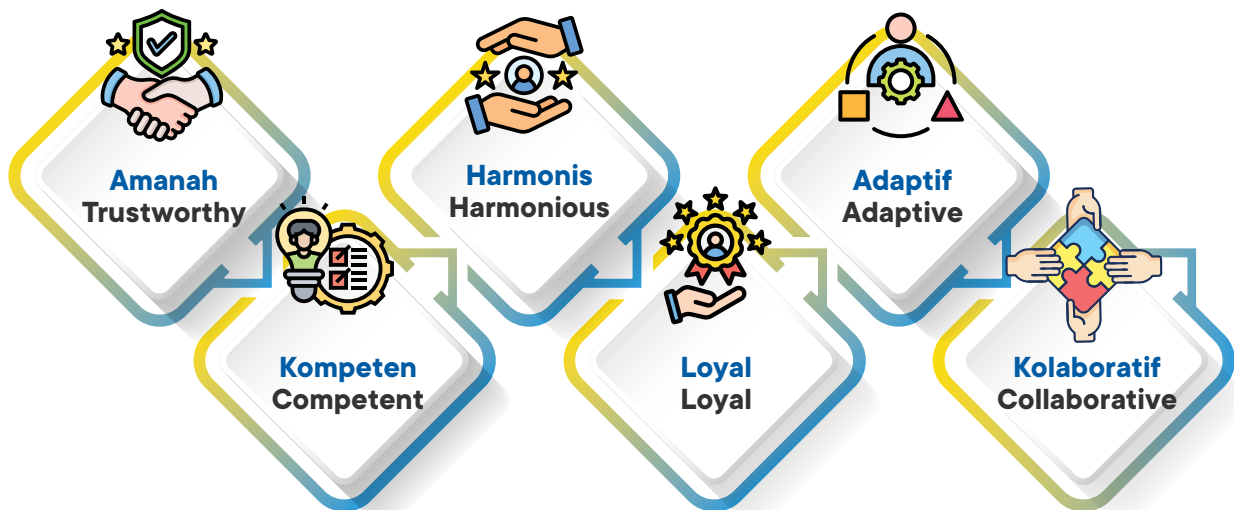 Amanah
Trustworthy
Kompeten
Competent
Harmonis
Harmonious
Loyal
Loyal
Adaptif
Adaptive
Kolaboratif
Collaborative